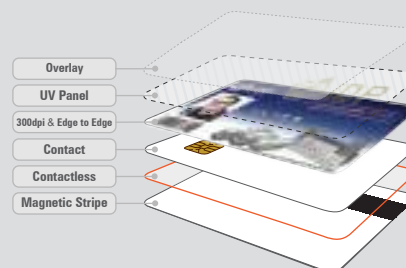 Overlay
UV Panel
300dpi & Edge to Edge
Contact
Contactless
Magnetic Stripe